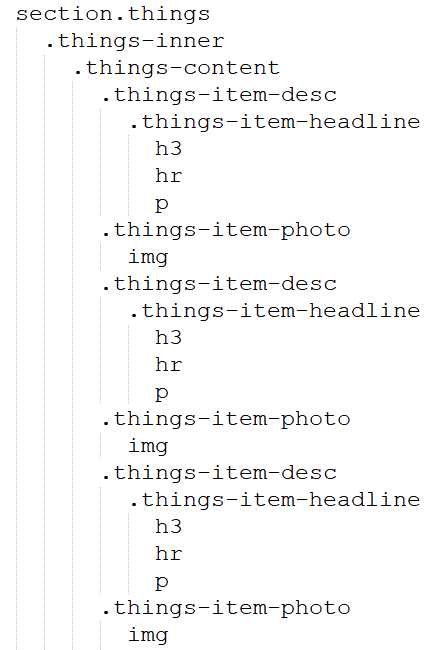 section.things
.things-inner
.things-content
.things-item-desc
.things-item-headline
h3
hr
p
.things-item-photo
img
.things-item-desc
.things-item-headline
h3
hr
p
.things-item-photo
img
.things-item-desc
.things-item-headline
h3
hr
p
.things-item-photo
img